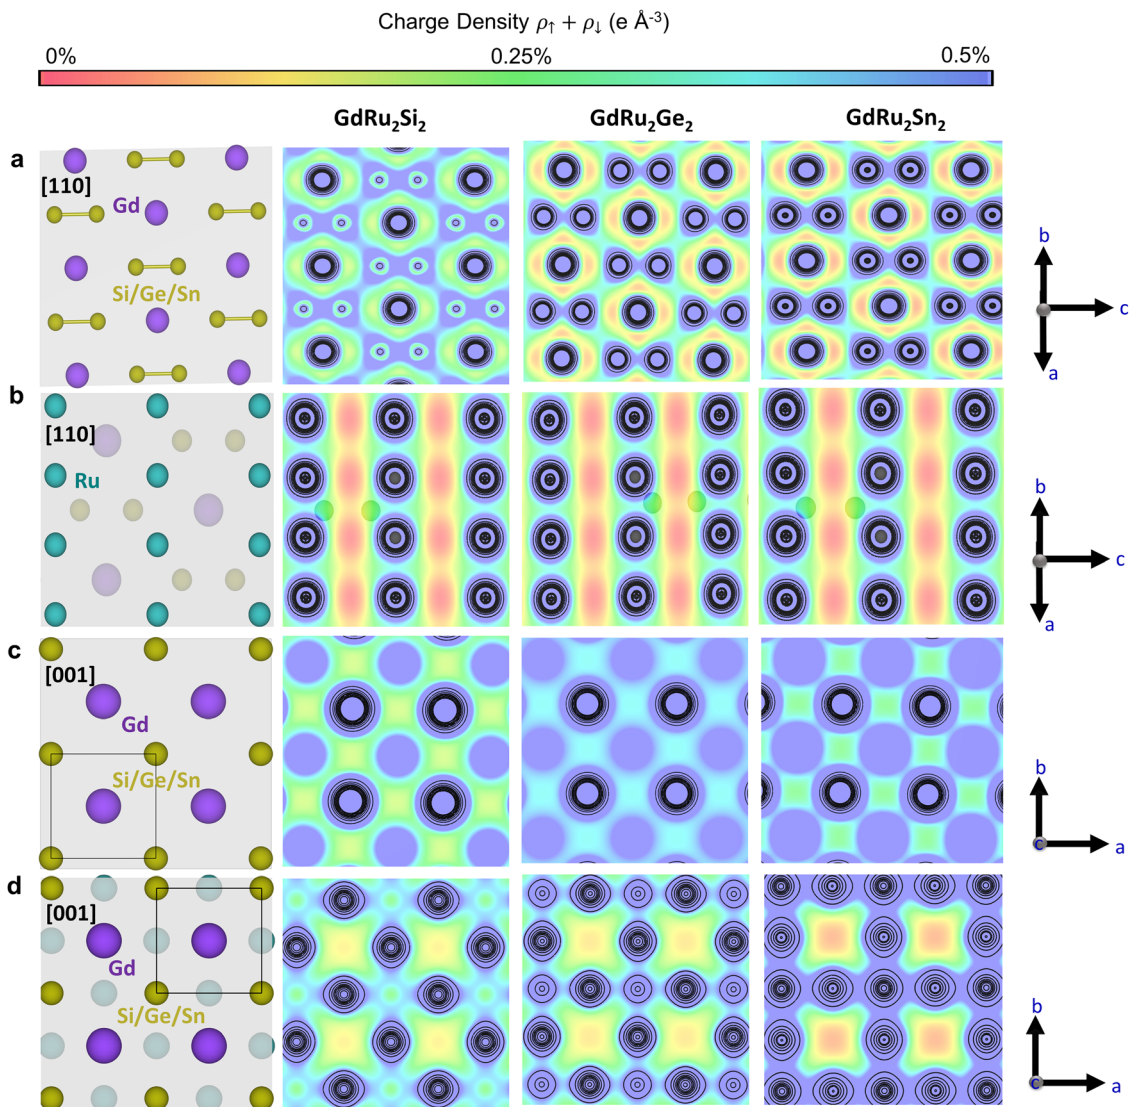 Charge Density ρ↑ + ρ↓ (e Å⁻³)
0% 0.25% 0.5%
GdRu₂Si₂ GdRu₂Ge₂ GdRu₂Sn₂
a
[110]
Gd
Si/Ge/Sn
b
c
a
b
[110]
Ru
b
c
a
c
[001]
Gd
Si/Ge/Sn
b
c
a
d
[001]
Gd
Si/Ge/Sn
b
c
a